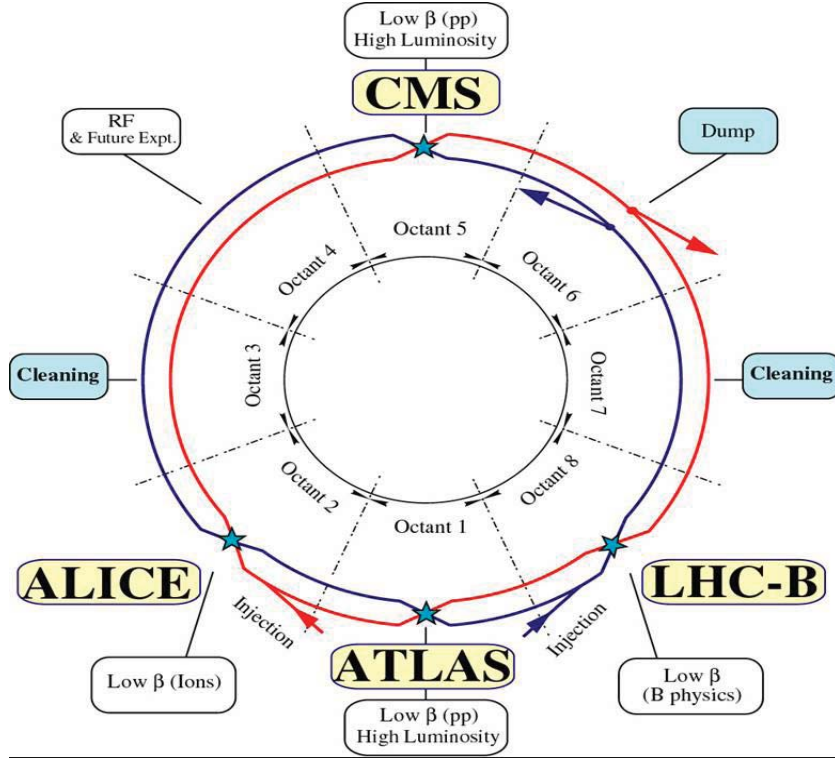 Low β (pp)
High Luminosity
CMS
RF
& Future Expt.
Dump
Octant 5
Octant 4
Octant 6
Cleaning
Octant 3
Octant 7
Cleaning
Octant 2
Octant 8
Octant 1
ALICE
LHC-B
Injection
Injection
ATLAS
Low β (Ions)
Low β
(B physics)
Low β (pp)
High Luminosity